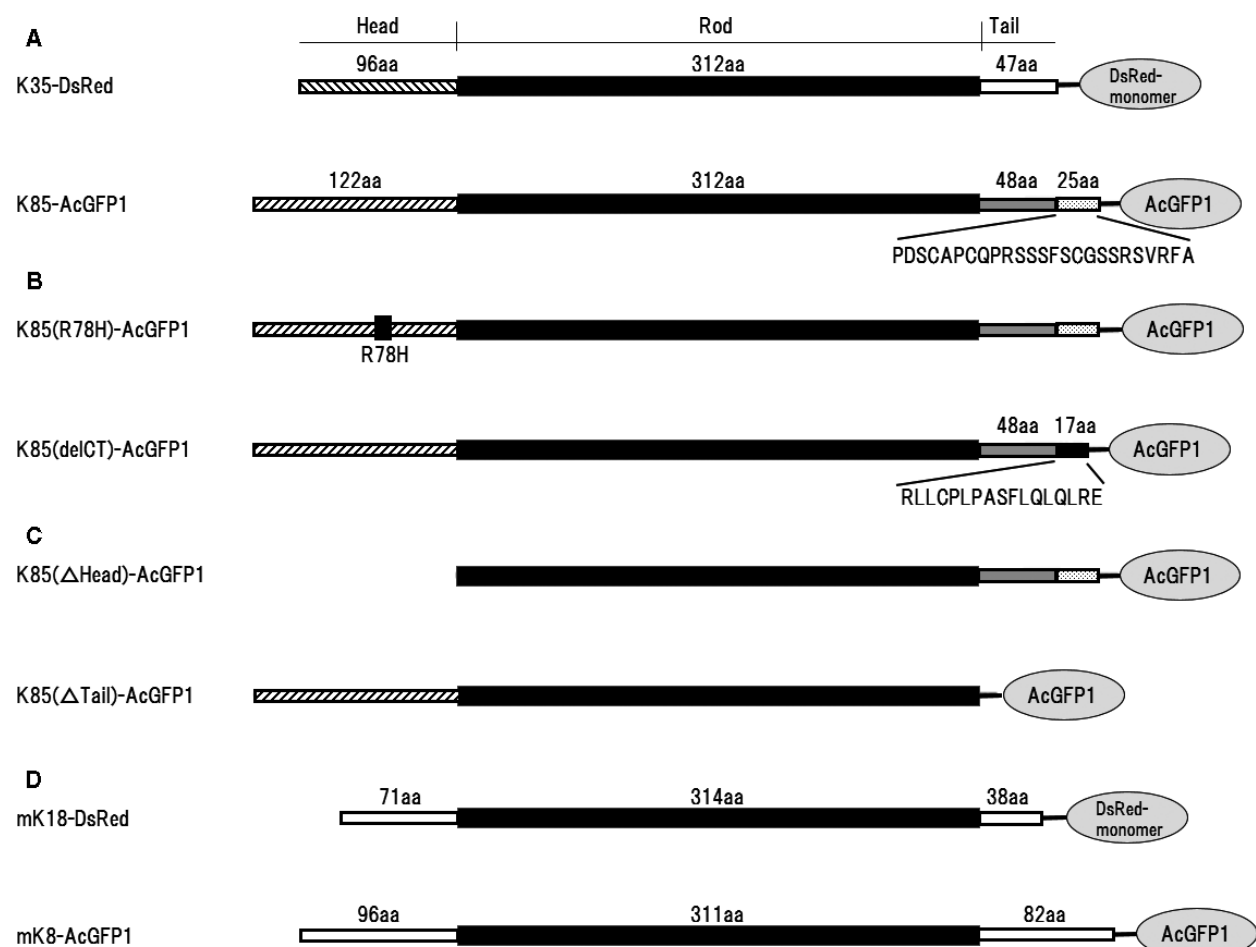 A
Head Rod Tail
96aa 312aa 47aa
K35-DsRed
DsRed-
monomer
122aa 312aa 48aa 25aa
K85-AcGFP1 AcGFP1
PDSCAPCQPRSSSFSCGSSRSVRFA
B
K85(R78H)-AcGFP1 AcGFP1
R78H
48aa 17aa
K85(delCT)-AcGFP1 AcGFP1
RLLCPLPASFLQLQLRE
C
K85(△Head)-AcGFP1 AcGFP1
K85(△Tail)-AcGFP1 AcGFP1
D
71aa 314aa 38aa
mK18-DsRed
DsRed-
monomer
96aa 311aa 82aa
mK8-AcGFP1 AcGFP1